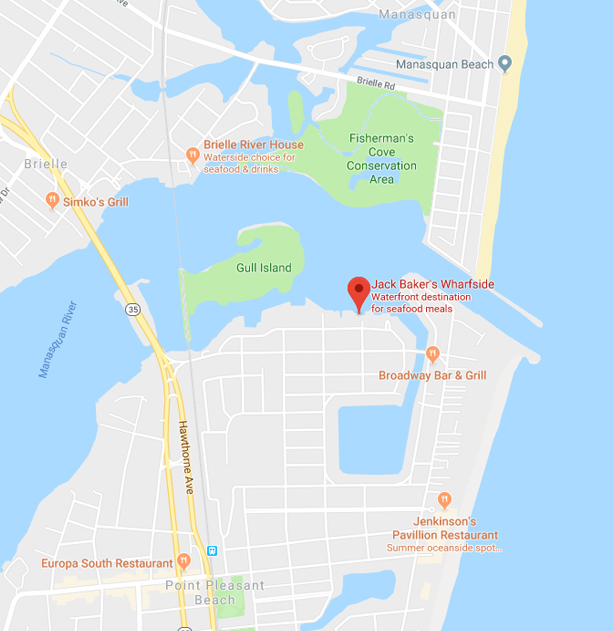 Ave
Manasquan
Manasquan Beach
Brielle Rd
Brielle River House
Waterside choice for
seafood & drinks
Fisherman's
Cove
Conservation
Area
Brielle
Dr
Simko's Grill
Gull Island
Jack Baker's Wharfside
Waterfront destination
for seafood meals
35
Manasquan River
Broadway Bar & Grill
Hawthorne Ave
Jenkinson's
Pavillion Restaurant
Summer oceanside spot...
Europa South Restaurant
Point Pleasant
Beach